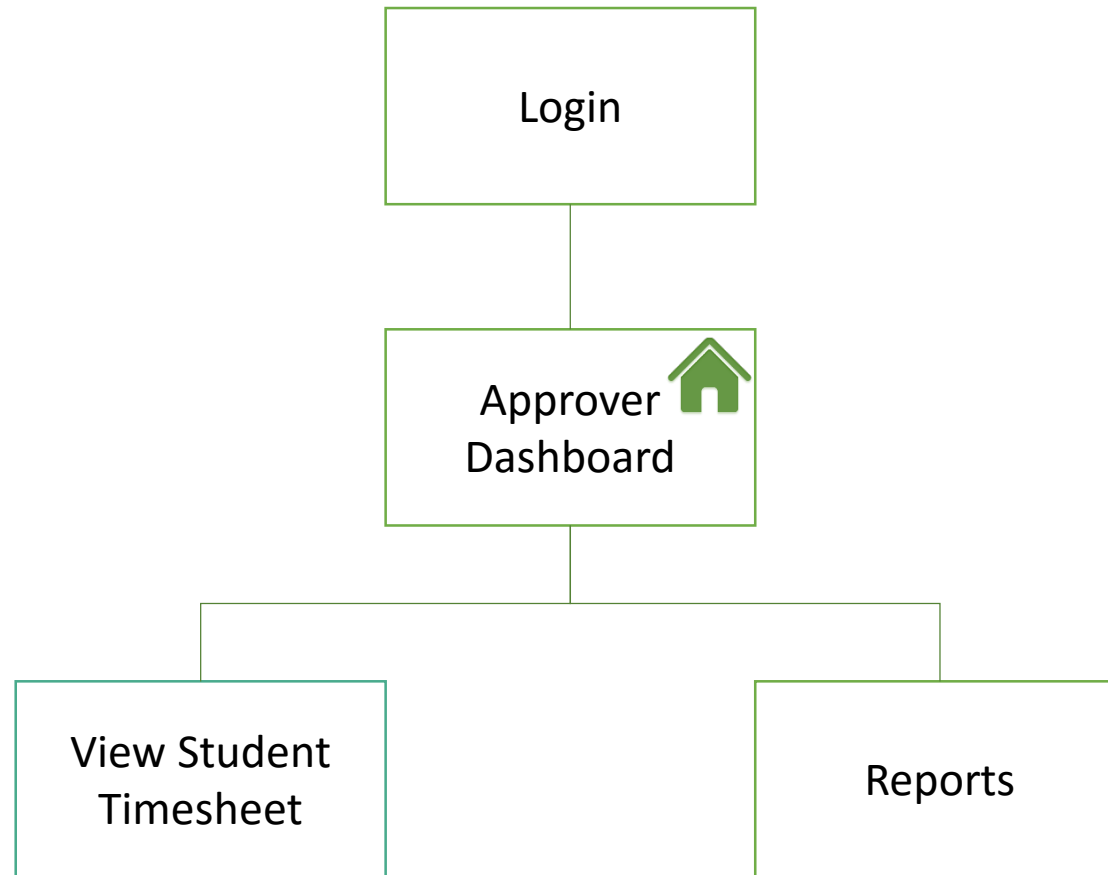 Login
Approver
Dashboard
View Student
Timesheet
Reports